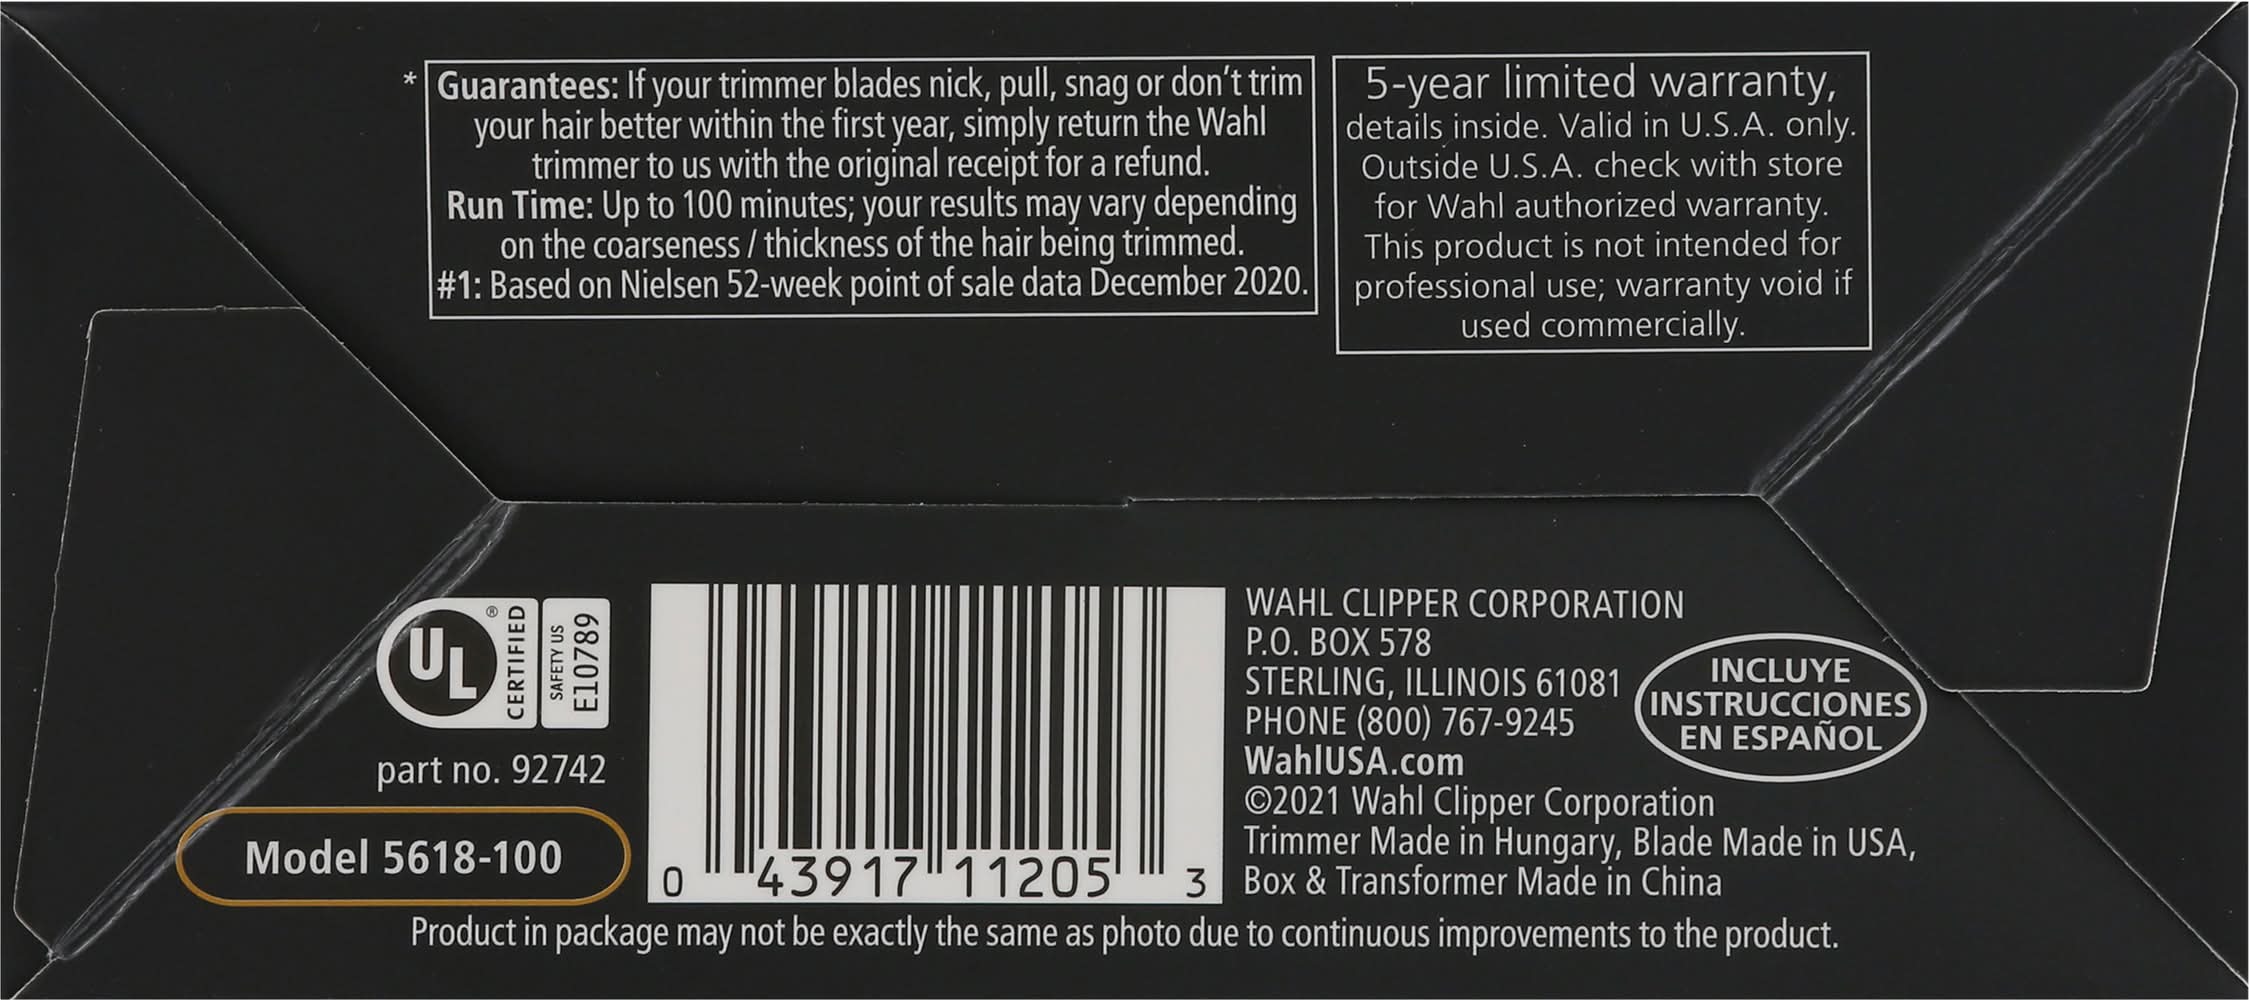 * Guarantees: If your trimmer blades nick, pull, snag or don't trim
your hair better within the first year, simply return the Wahl
trimmer to us with the original receipt for a refund.
Run Time: Up to 100 minutes; your results may vary depending
on the coarseness / thickness of the hair being trimmed.
#1: Based on Nielsen 52-week point of sale data December 2020.
5-year limited warranty,
details inside. Valid in U.S.A. only.
Outside U.S.A. check with store
for Wahl authorized warranty.
This product is not intended for
professional use; warranty void if
used commercially.
UL ®
CERTIFIED
SAFETY US
E10789
part no. 92742
Model 5618-100
0 43917 11205 3
WAHL CLIPPER CORPORATION
P.O. BOX 578
STERLING, ILLINOIS 61081
PHONE (800) 767-9245
WahlUSA.com
©2021 Wahl Clipper Corporation
Trimmer Made in Hungary, Blade Made in USA,
Box & Transformer Made in China
INCLUYE
INSTRUCCIONES
EN ESPAÑOL
Product in package may not be exactly the same as photo due to continuous improvements to the product.